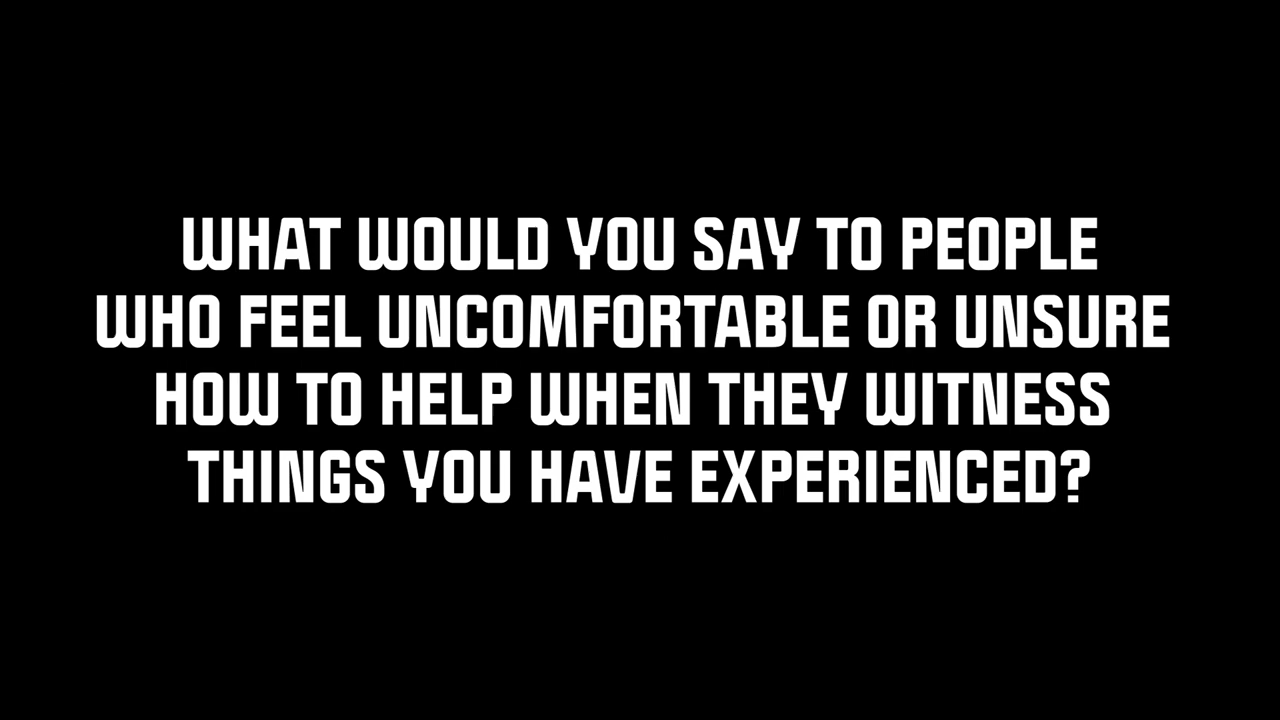 WHAT WOULD YOU SAY TO PEOPLE
WHO FEEL UNCOMFORTABLE OR UNSURE
HOW TO HELP WHEN THEY WITNESS
THINGS YOU HAVE EXPERIENCED?